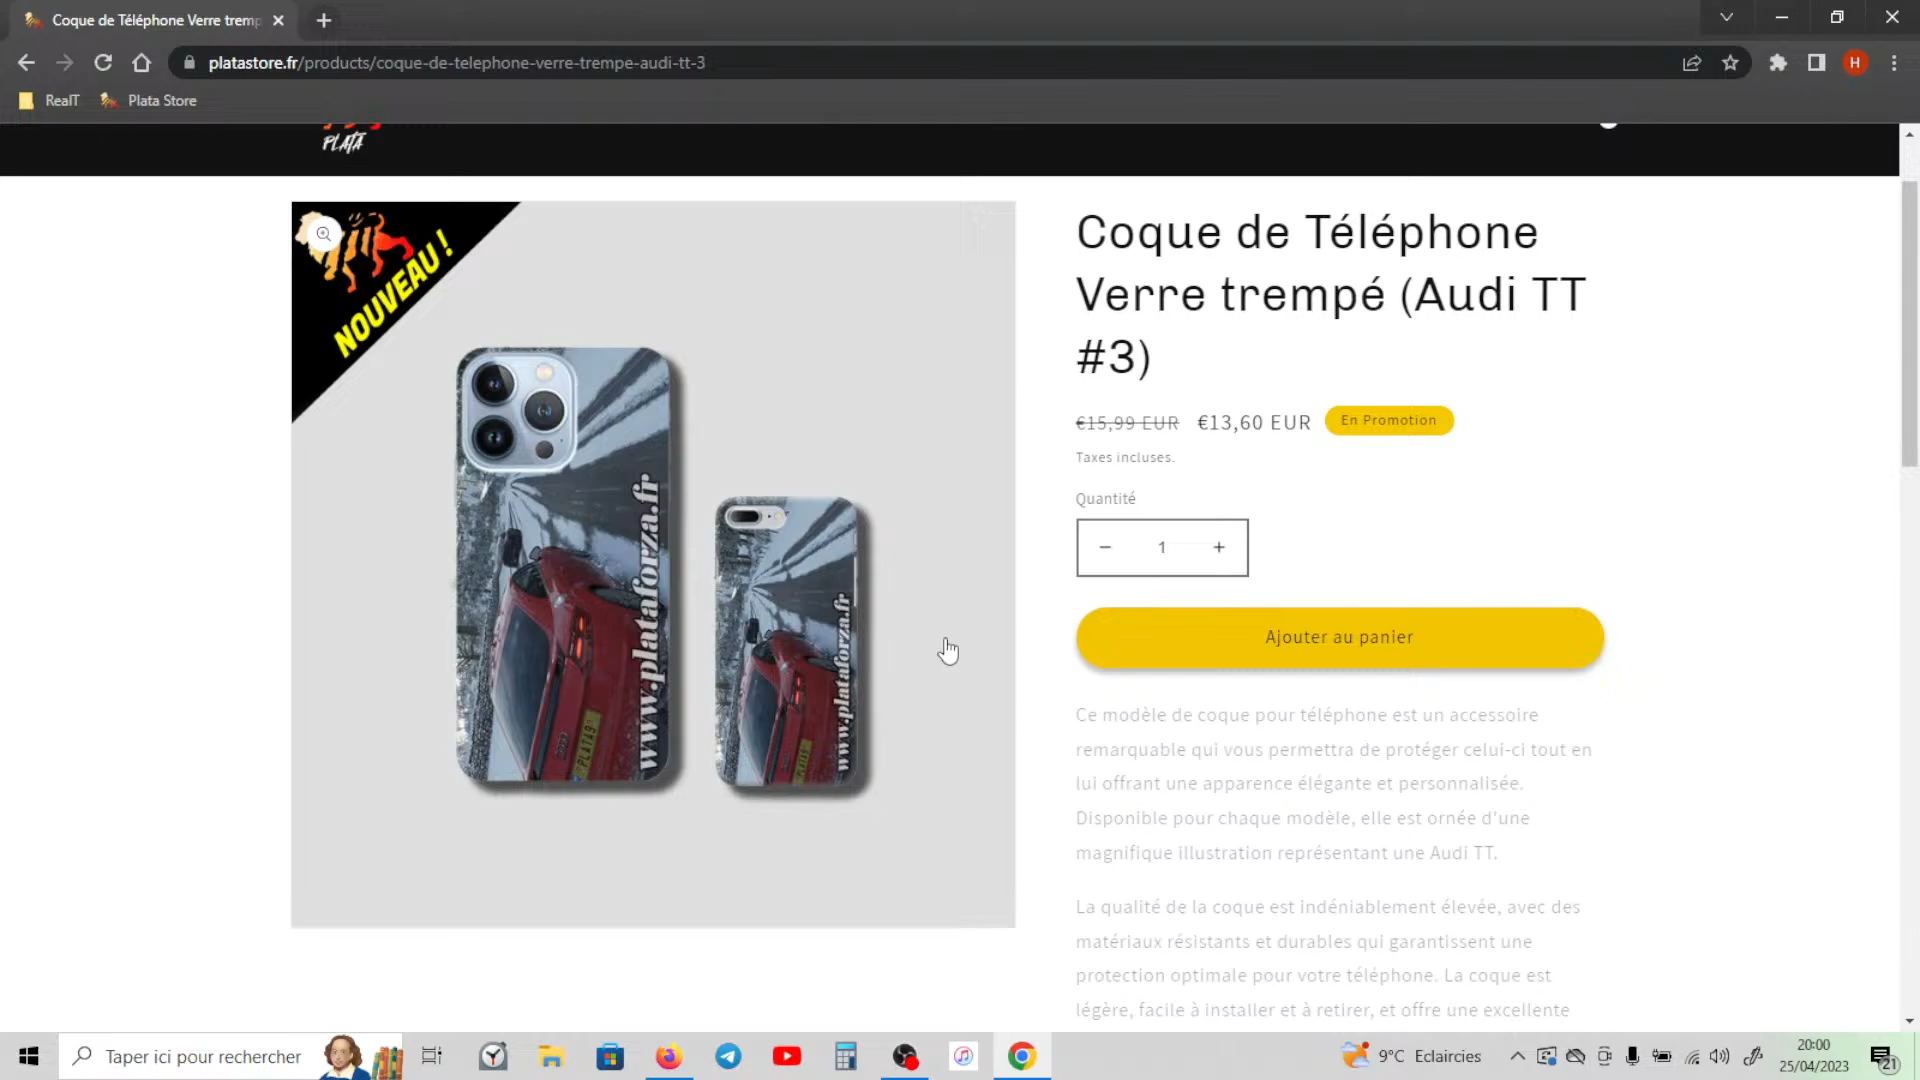 Coque de Téléphone Verre tremp
platastore.fr/products/coque-de-telephone-verre-trempe-audi-tt-3
H
RealT
Plata Store
PLATA
NOUVEAU !
www.plataforza.fr
PLATA9
www.plataforza.fr
Coque de Téléphone
Verre trempé (Audi TT
#3)
€15,99 EUR €13,60 EUR En Promotion
Taxes incluses.
Quantité
− 1 +
Ajouter au panier
Ce modèle de coque pour téléphone est un accessoire
remarquable qui vous permettra de protéger celui-ci tout en
lui offrant une apparence élégante et personnalisée.
Disponible pour chaque modèle, elle est ornée d'une
magnifique illustration représentant une Audi TT.
La qualité de la coque est indéniablement élevée, avec des
matériaux résistants et durables qui garantissent une
protection optimale pour votre téléphone. La coque est
légère, facile à installer et à retirer, et offre une excellente
Taper ici pour rechercher
9°C Eclaircies
20:00
25/04/2023
21